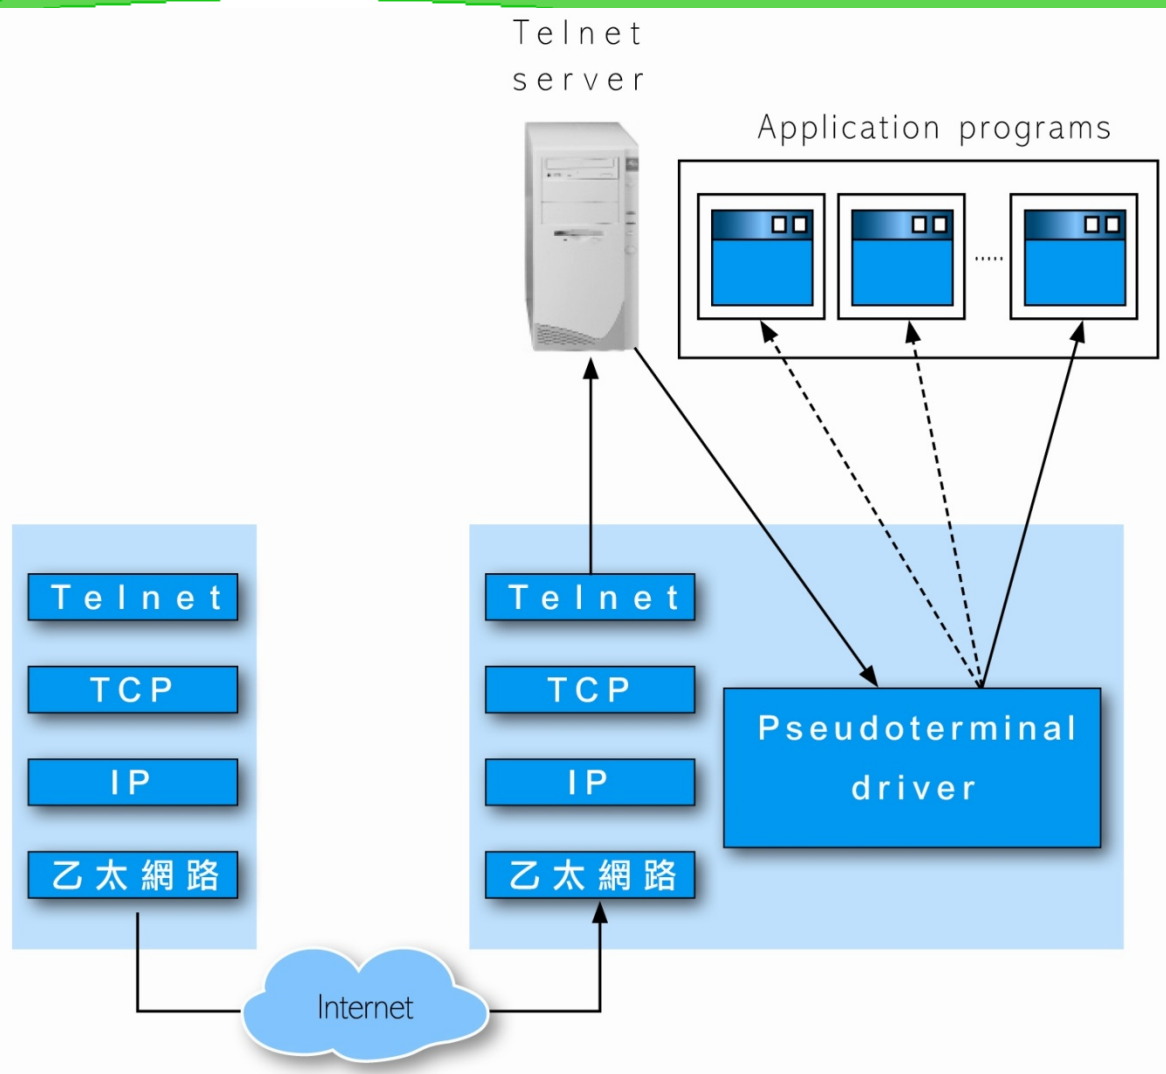 Telnet
server
Application programs
.....
Telnet
TCP
IP
乙太網路
Telnet
TCP
IP
乙太網路
Pseudoterminal
driver
Internet